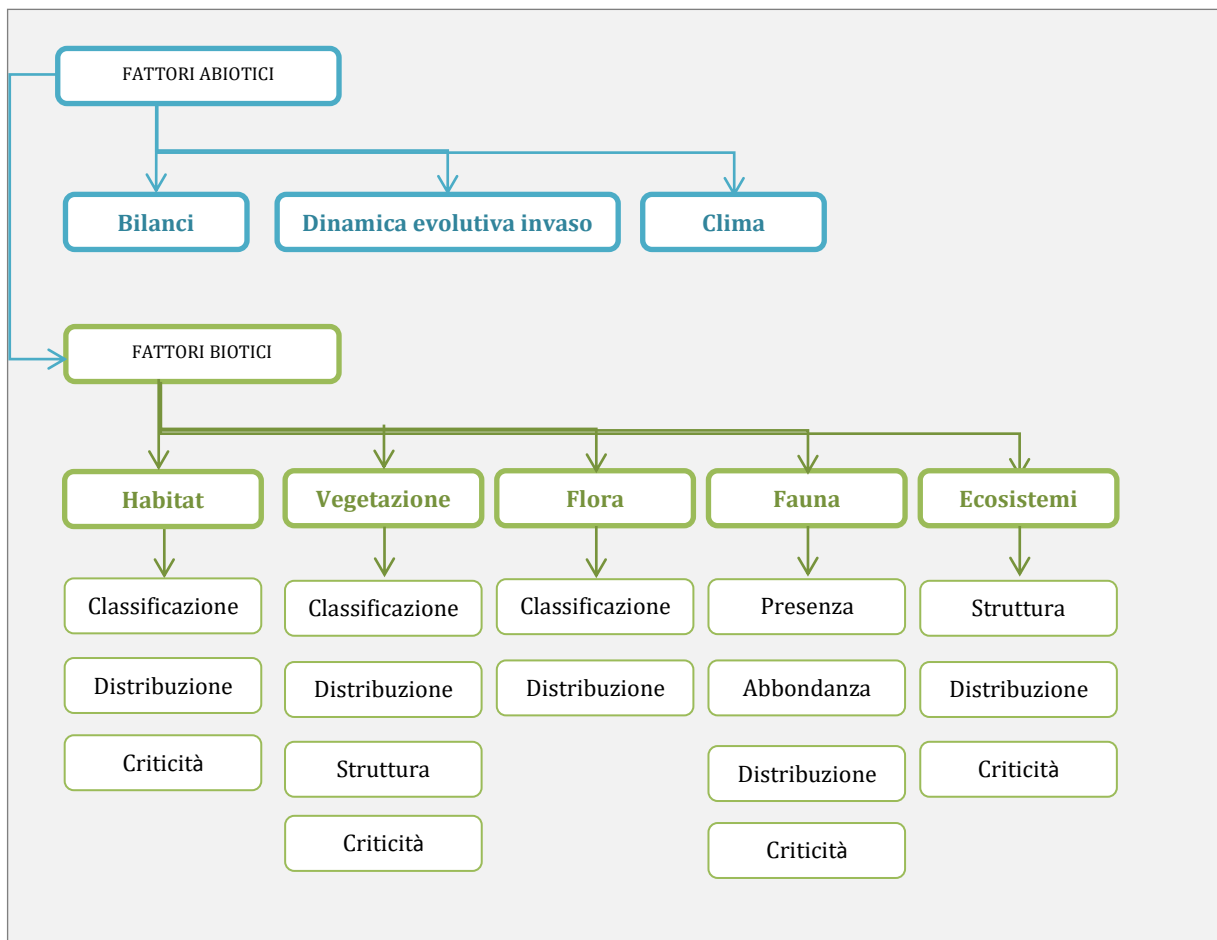 FATTORI ABIOTICI
Bilanci
Dinamica evolutiva invaso
Clima
FATTORI BIOTICI
Habitat
Vegetazione
Flora
Fauna
Ecosistemi
Classificazione
Classificazione
Classificazione
Presenza
Struttura
Distribuzione
Distribuzione
Distribuzione
Abbondanza
Distribuzione
Criticità
Struttura
Distribuzione
Criticità
Criticità
Criticità